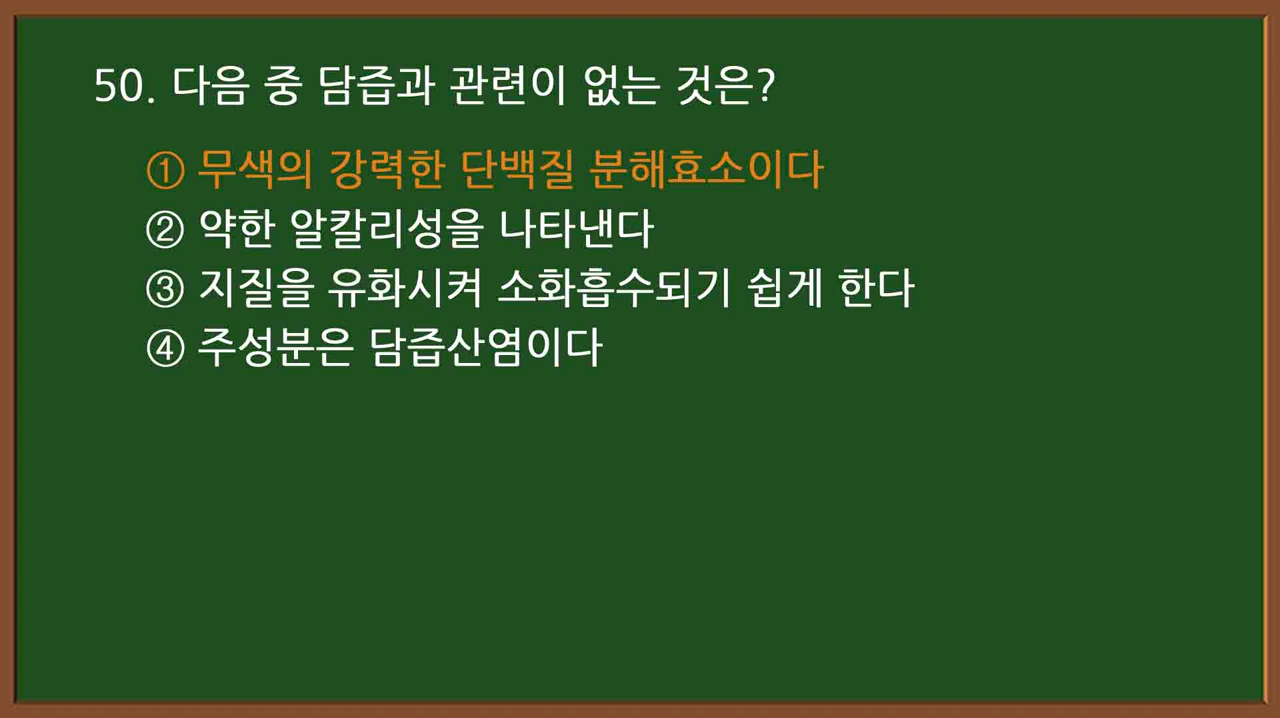 50. 다음 중 담즙과 관련이 없는 것은?
① 무색의 강력한 단백질 분해효소이다
② 약한 알칼리성을 나타낸다
③ 지질을 유화시켜 소화흡수되기 쉽게 한다
④ 주성분은 담즙산염이다